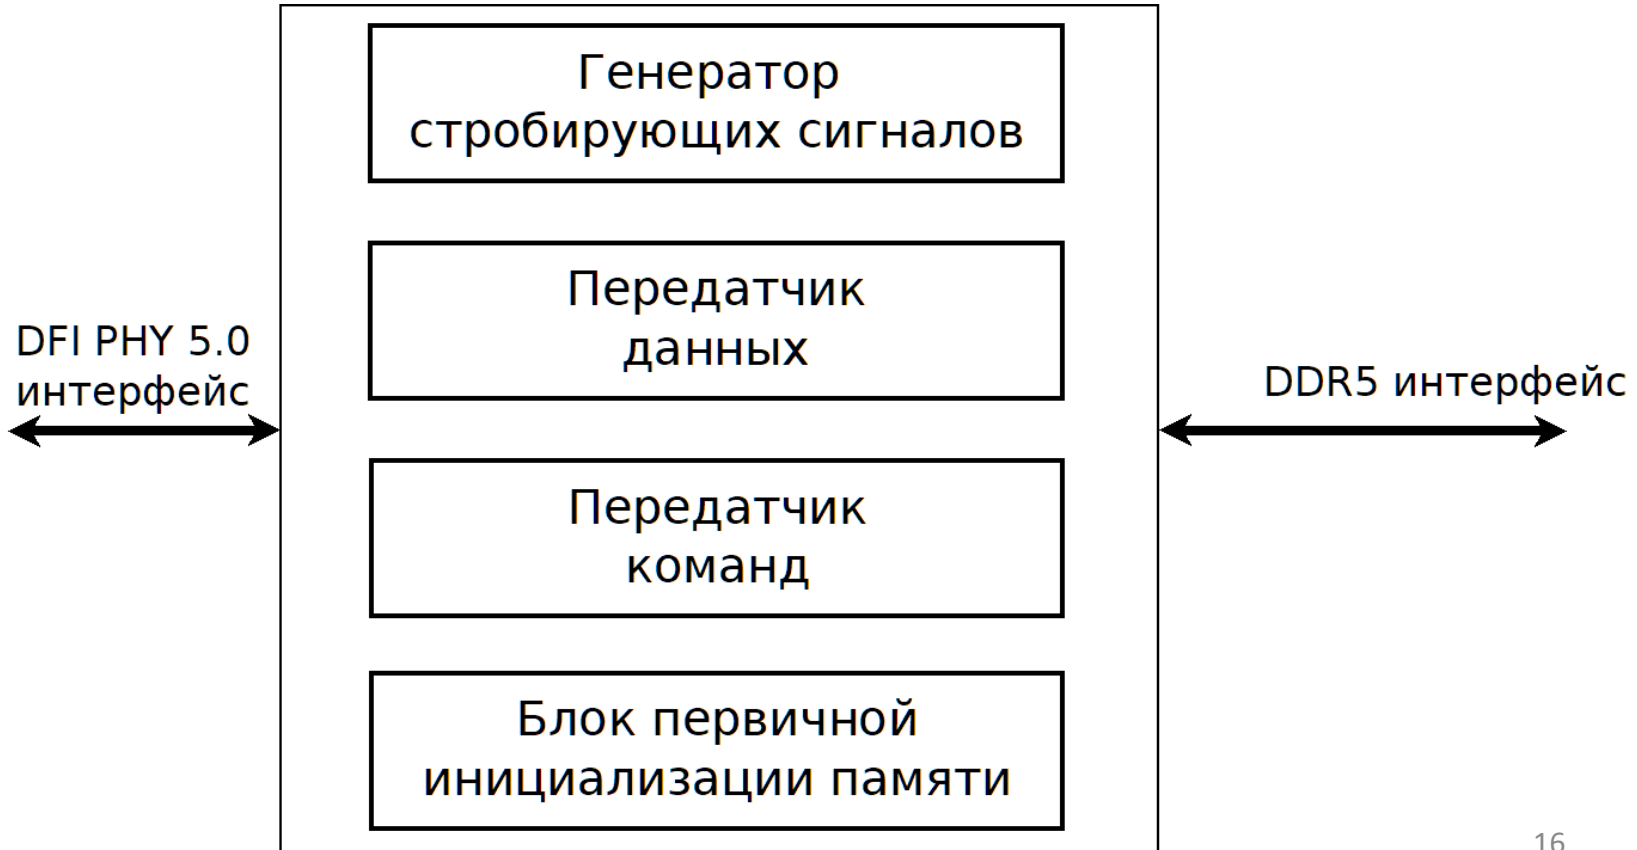 Генератор
стробирующих сигналов
Передатчик
данных
DFI PHY 5.0
интерфейс
DDR5 интерфейс
Передатчик
команд
Блок первичной
инициализации памяти
16